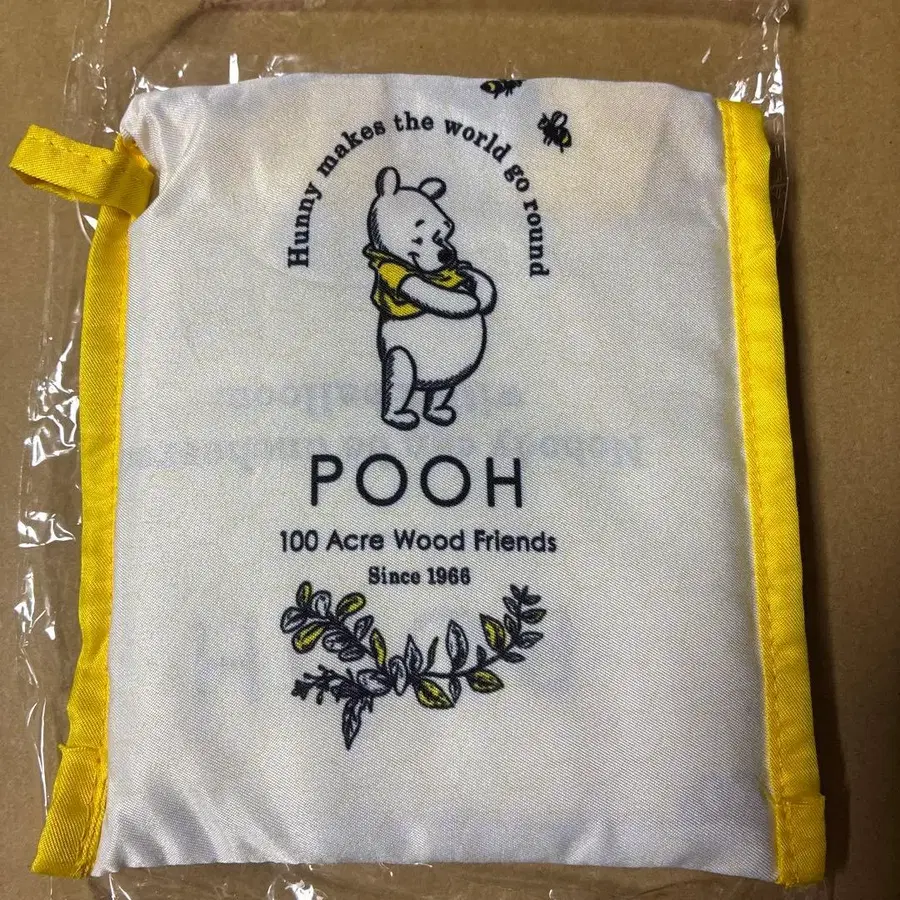 Hunny makes the world go round
POOH
100 Acre Wood Friends
Since 1966